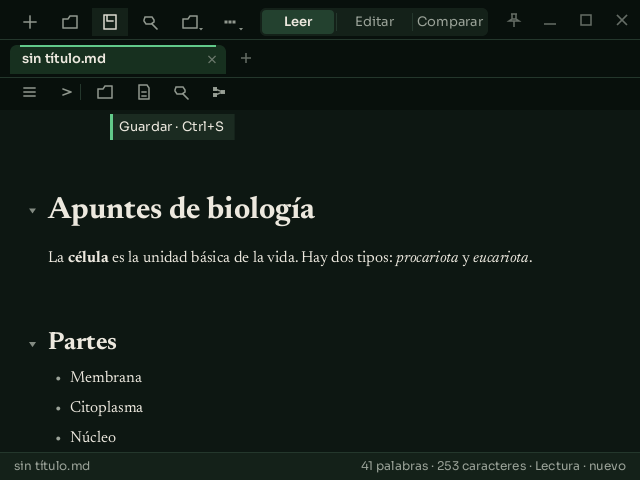 Leer
Editar
Comparar
sin título.md
Guardar · Ctrl+S
Apuntes de biología
La célula es la unidad básica de la vida. Hay dos tipos: procariota y eucariota.
Partes
Membrana
Citoplasma
Núcleo
sin título.md
41 palabras · 253 caracteres · Lectura · nuevo